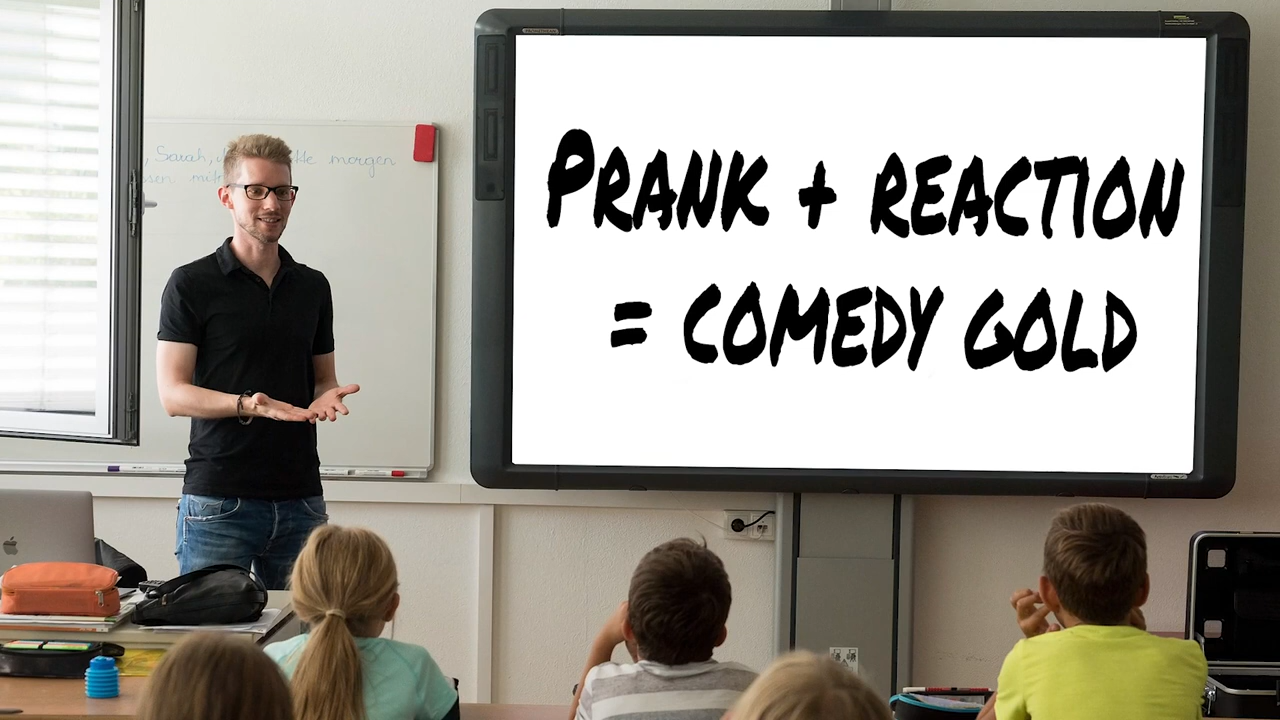 Prank + reaction
= comedy gold
, Sarah,
morgen